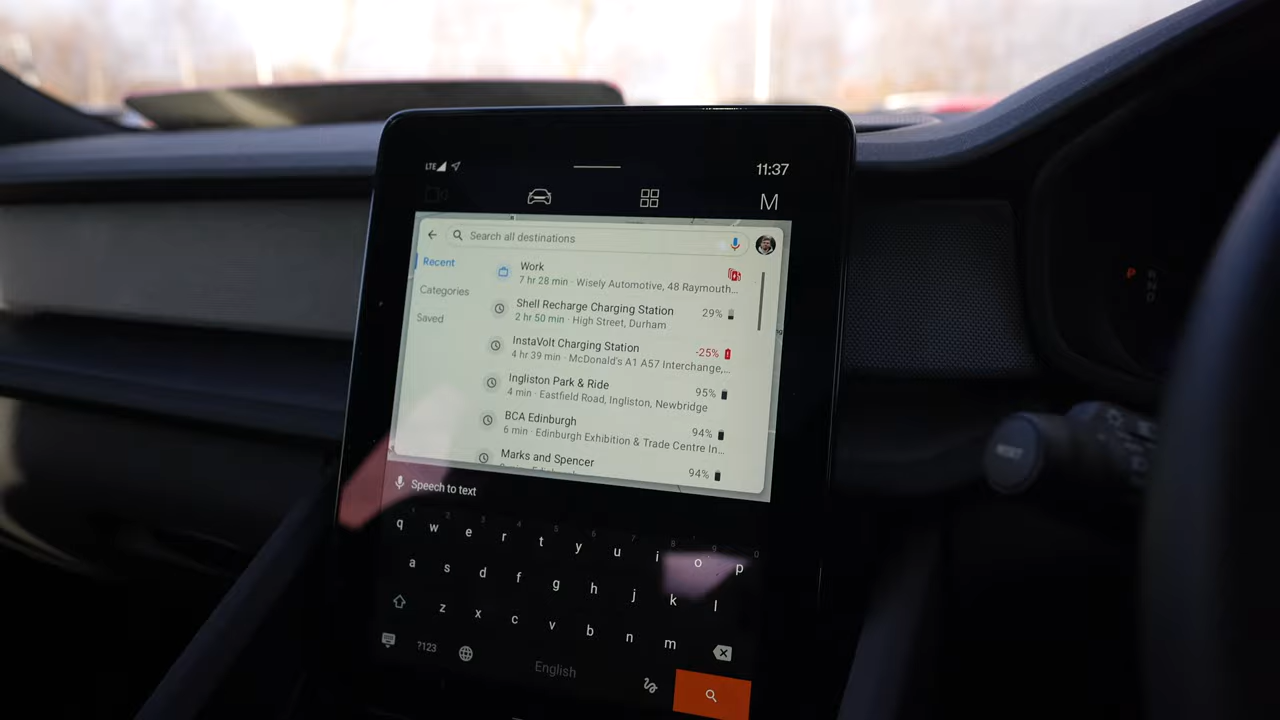 LTE
11:37
M
Search all destinations
Recent
Categories
Saved
Work
7 hr 28 min · Wisely Automotive, 48 Raymouth...
Shell Recharge Charging Station
29%
2 hr 50 min · High Street, Durham
InstaVolt Charging Station
-25%
4 hr 39 min · McDonald's A1 A57 Interchange,...
Ingliston Park & Ride
95%
4 min · Eastfield Road, Ingliston, Newbridge
BCA Edinburgh
94%
6 min · Edinburgh Exhibition & Trade Centre In...
Marks and Spencer
94%
Speech to text
q w e r t y u i o p
a s d f g h j k l
z x c v b n m
?123
English
P
R
N
D
RESET